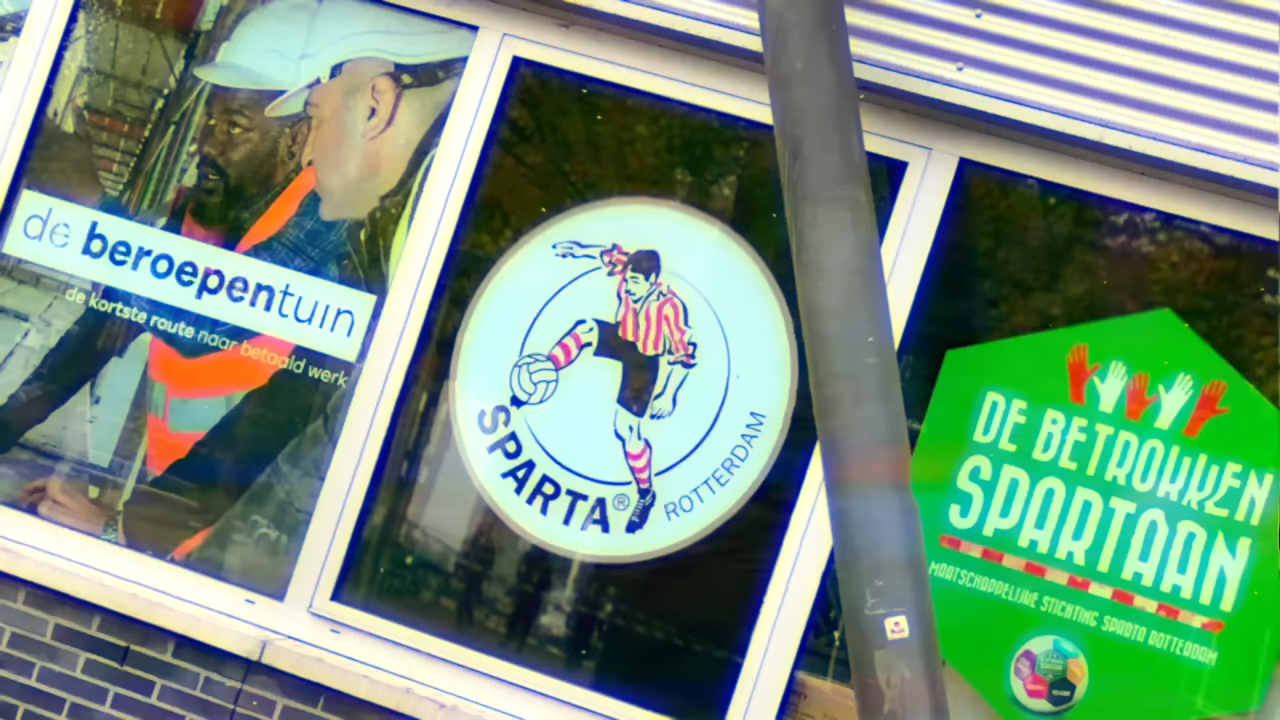 de beroepentuin
de kortste route naar betaald werk
SPARTA®
ROTTERDAM
DE BETROKKEN
SPARTAAN
MAATSCHAPPELIJKE STICHTING SPARTA ROTTERDAM